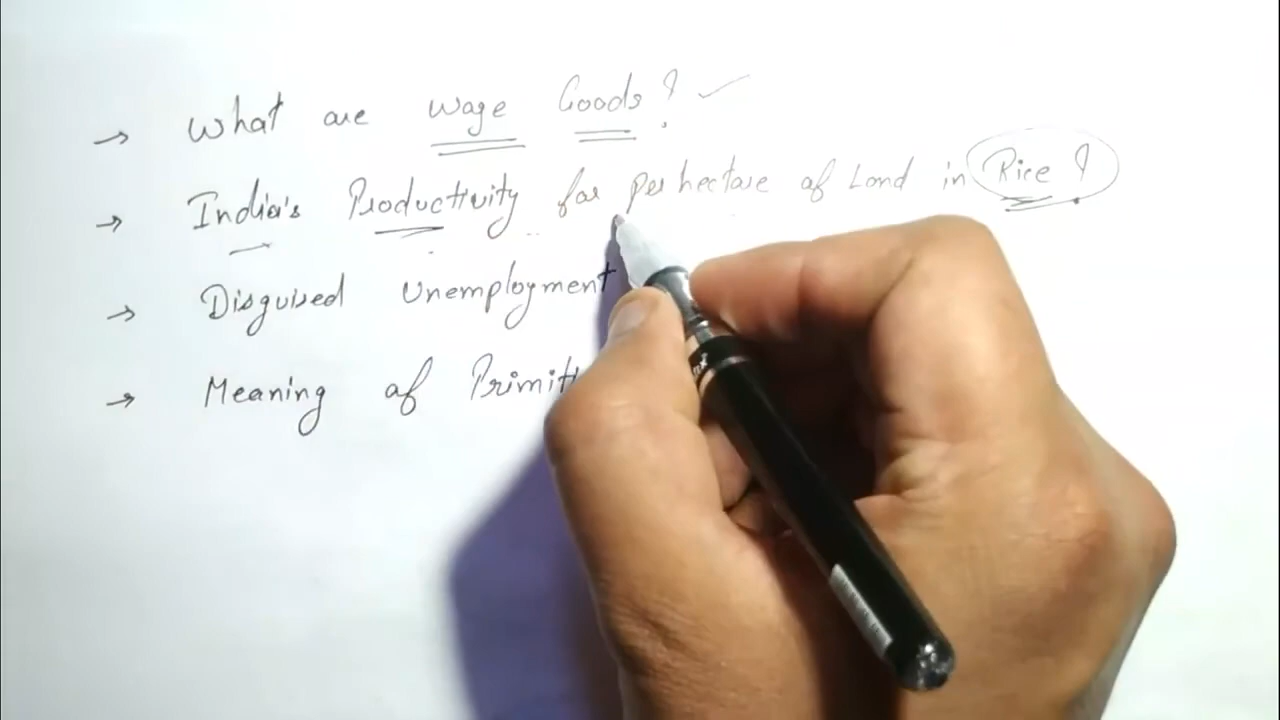 → What are Wage Goods? ✓
→ India's Productivity for per hectare of Land in Rice?
→ Disguised Unemployment
→ Meaning of